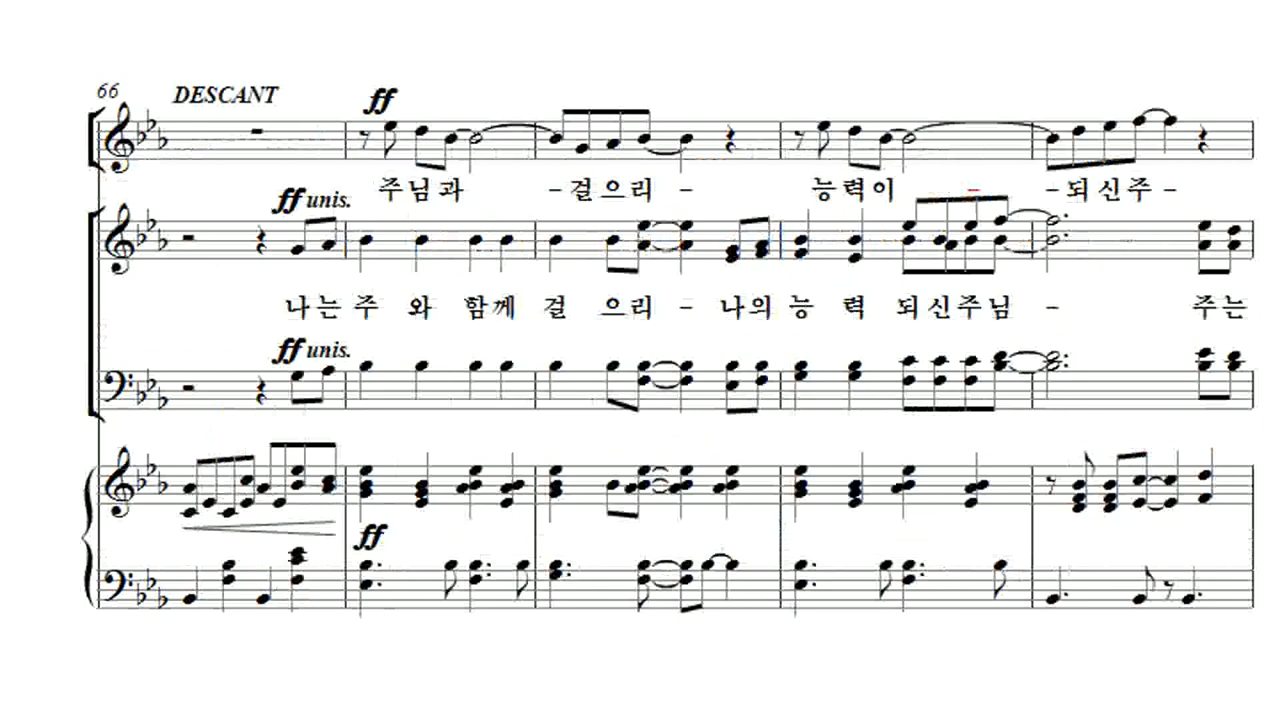 66 DESCANT
ff
주님과 - 걸으리 - 능력이 - - 되신주 -
ff unis.
나는주 와 함께 걸 으리 - 나의 능 력 되신주님 - 주는
ff unis.
ff